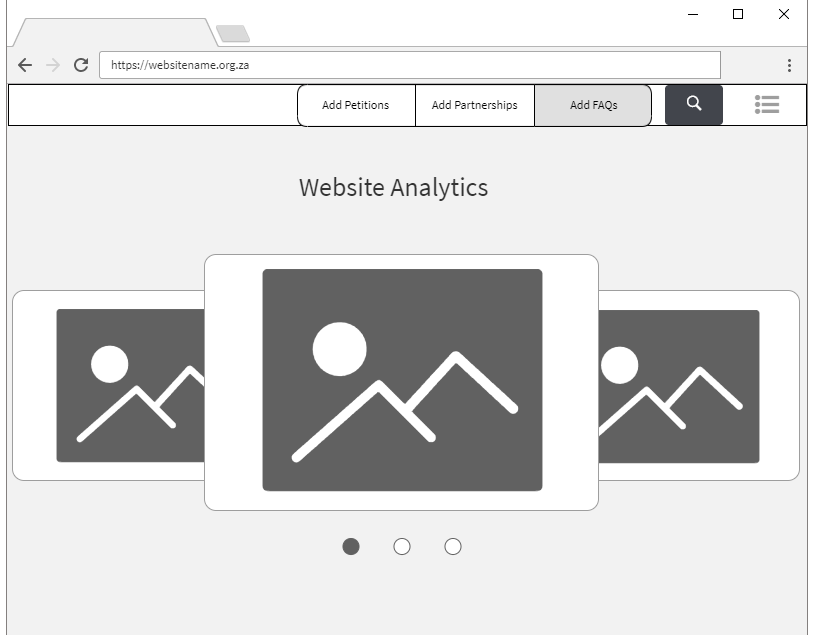 https://websitename.org.za
Add Petitions
Add Partnerships
Add FAQs
Website Analytics